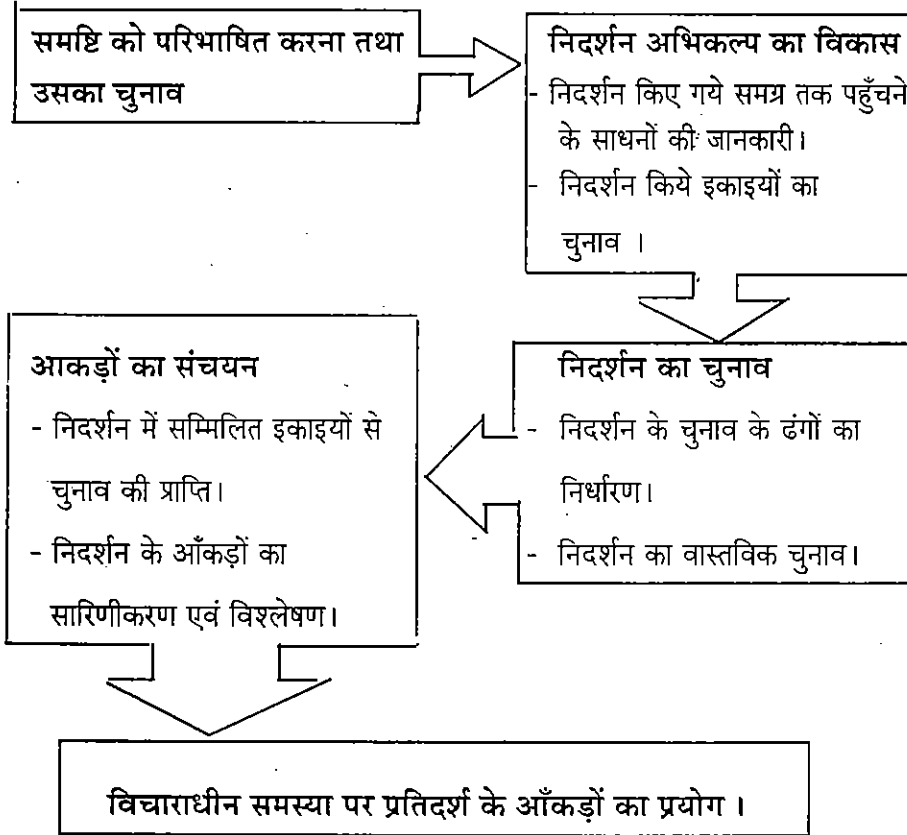 समष्टि को परिभाषित करना तथा
उसका चुनाव
निदर्शन अभिकल्प का विकास
- निदर्शन किए गये समग्र तक पहुँचने
के साधनों की जानकारी।
- निदर्शन किये इकाइयों का
चुनाव ।
निदर्शन का चुनाव
- निदर्शन के चुनाव के ढंगों का
निर्धारण।
- निदर्शन का वास्तविक चुनाव।
आकड़ों का संचयन
- निदर्शन में सम्मिलित इकाइयों से
चुनाव की प्राप्ति।
- निदर्शन के आँकड़ों का
सारिणीकरण एवं विश्लेषण।
विचाराधीन समस्या पर प्रतिदर्श के आँकड़ों का प्रयोग ।